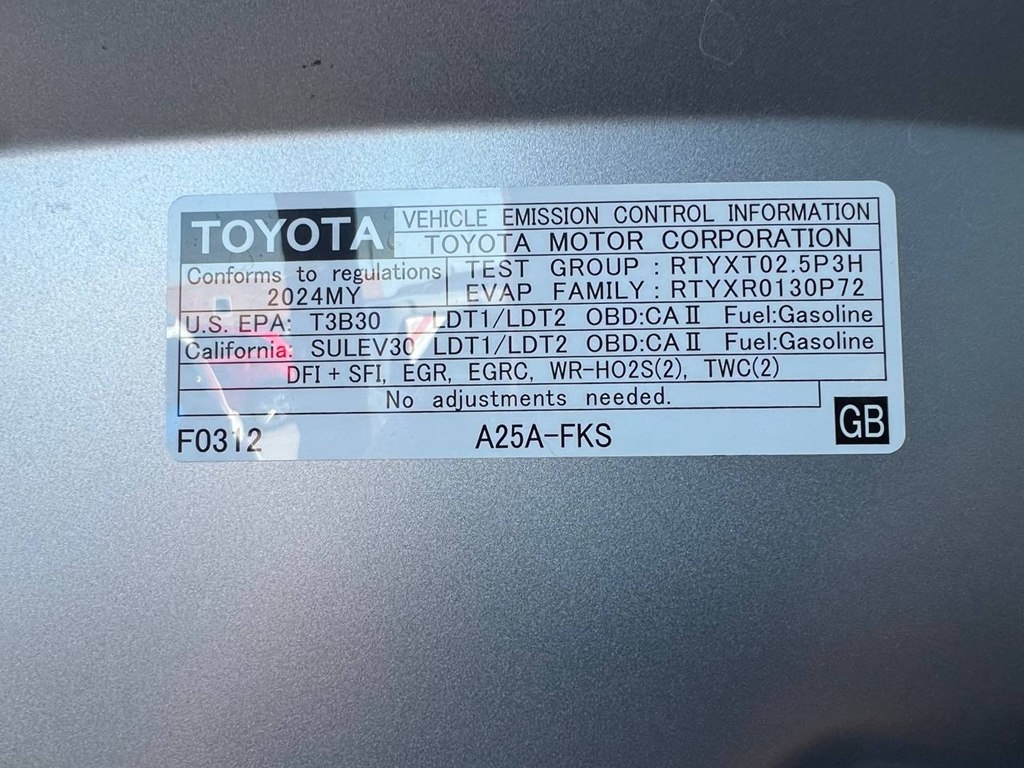 TOYOTA
VEHICLE EMISSION CONTROL INFORMATION
TOYOTA MOTOR CORPORATION
Conforms to regulations
2024MY
TEST GROUP : RTYXT02.5P3H
EVAP FAMILY : RTYXR0130P72
U.S. EPA: T3B30 LDT1/LDT2 OBD:CA II Fuel:Gasoline
California: SULEV30 LDT1/LDT2 OBD:CA II Fuel:Gasoline
DFI + SFI, EGR, EGRC, WR-HO2S(2), TWC(2)
No adjustments needed.
F0312 A25A-FKS GB